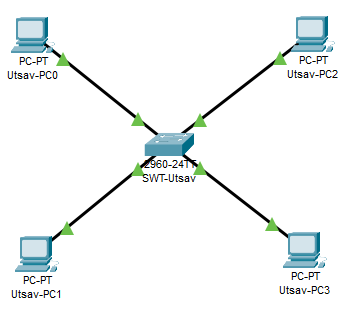 PC-PT
Utsav-PC0
PC-PT
Utsav-PC2
2960-24TT
SWT-Utsav
PC-PT
Utsav-PC1
PC-PT
Utsav-PC3